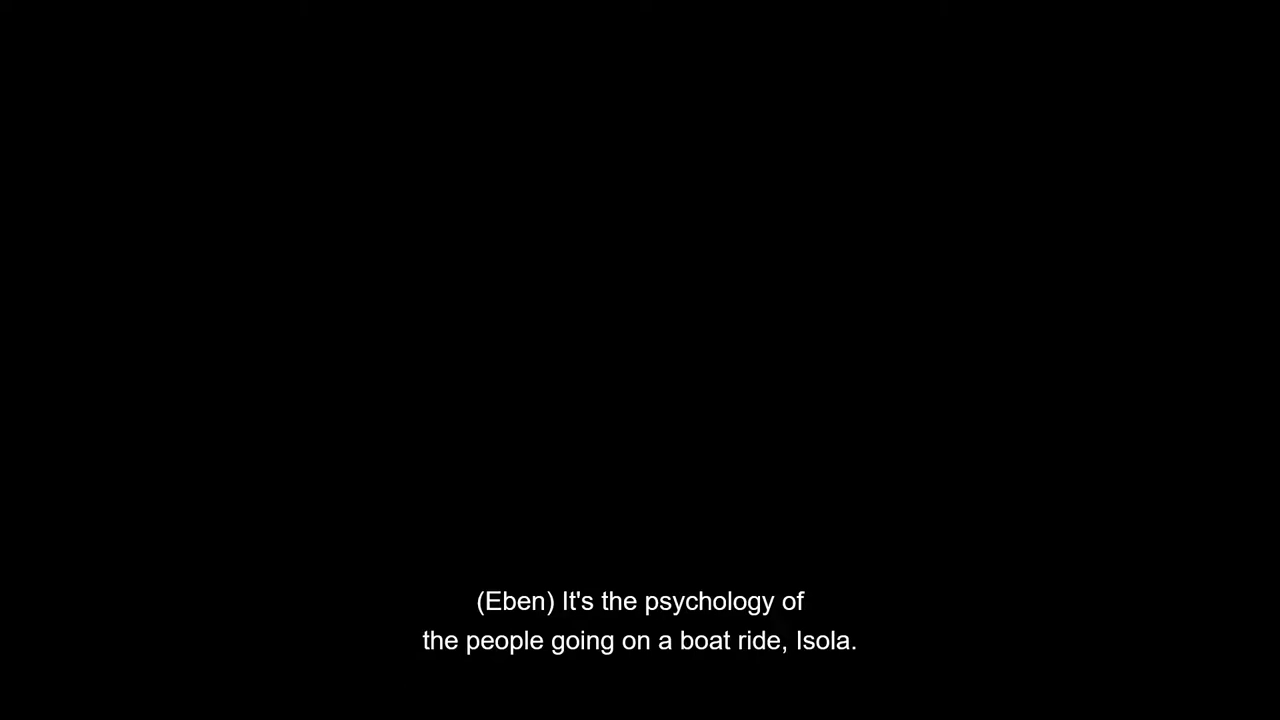 (Eben) It's the psychology of
the people going on a boat ride, Isola.